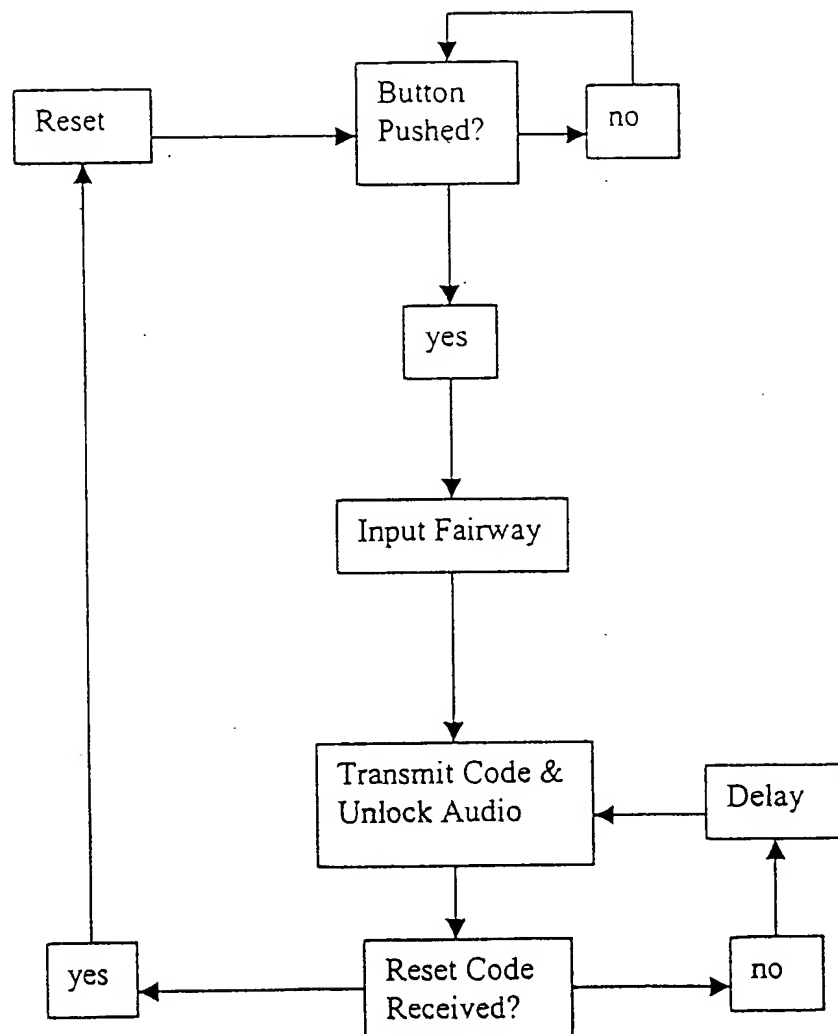 Reset
Button
Pushed?
no
yes
Input Fairway
Transmit Code &
Unlock Audio
Delay
yes
Reset Code
Received?
no